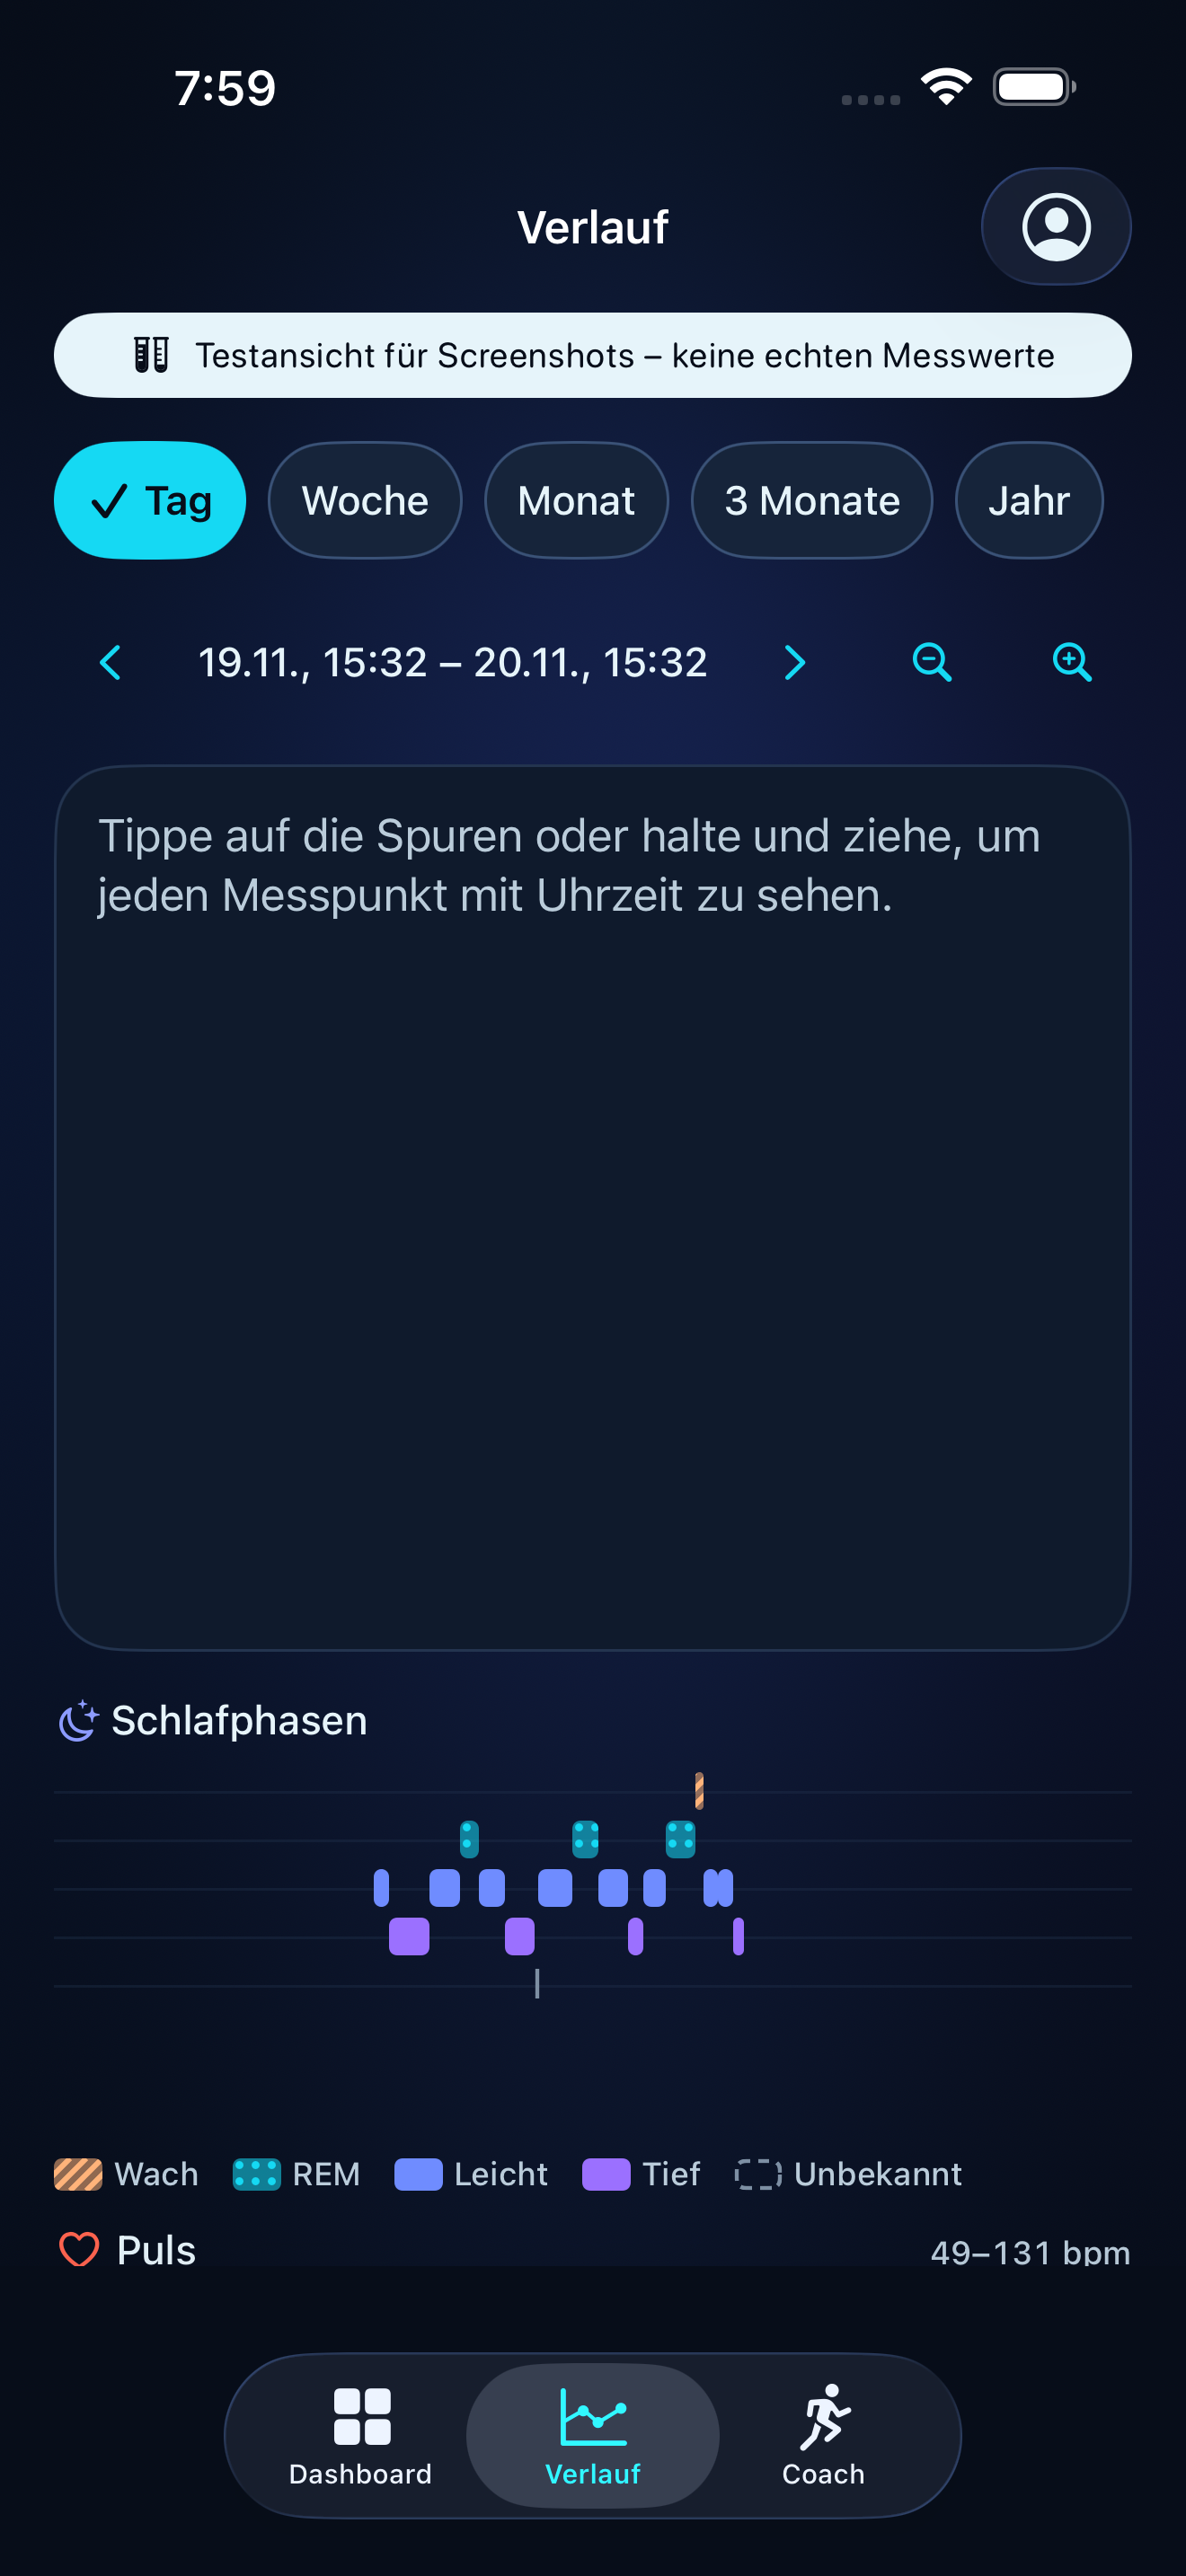 7:59
Verlauf
Testansicht für Screenshots – keine echten Messwerte
Tag Woche Monat 3 Monate Jahr
19.11., 15:32 – 20.11., 15:32
Tippe auf die Spuren oder halte und ziehe, um
jeden Messpunkt mit Uhrzeit zu sehen.
Schlafphasen
Wach REM Leicht Tief Unbekannt
Puls 49–131 bpm
Dashboard Verlauf Coach